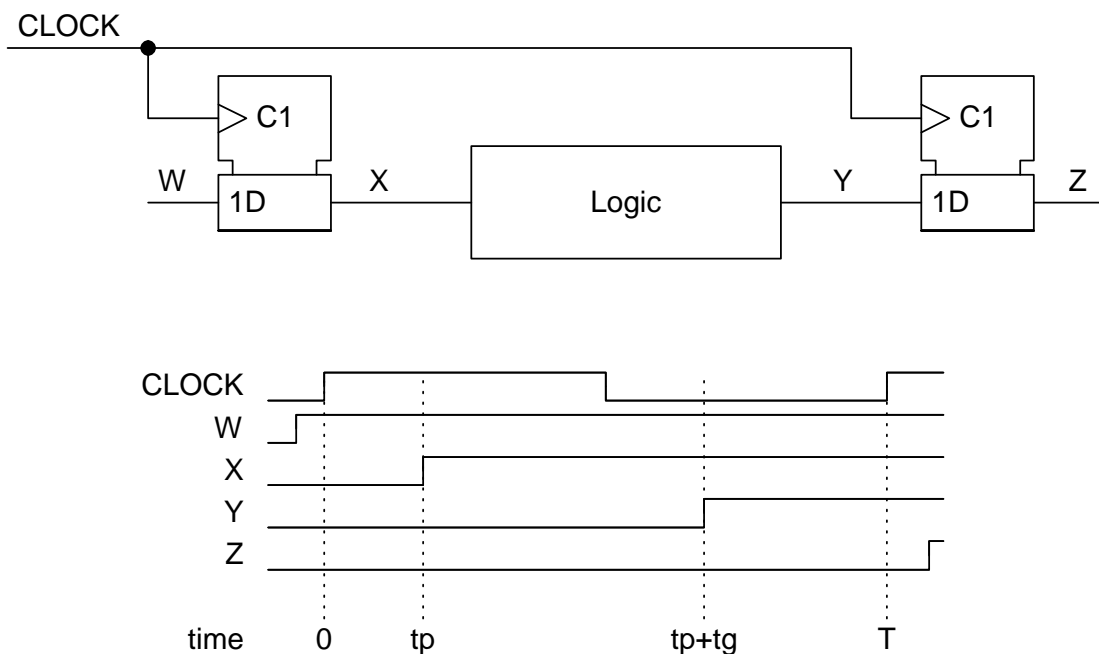 CLOCK
C1 C1
W X Y Z
1D Logic 1D
CLOCK
W
X
Y
Z
time 0 tp tp+tg T